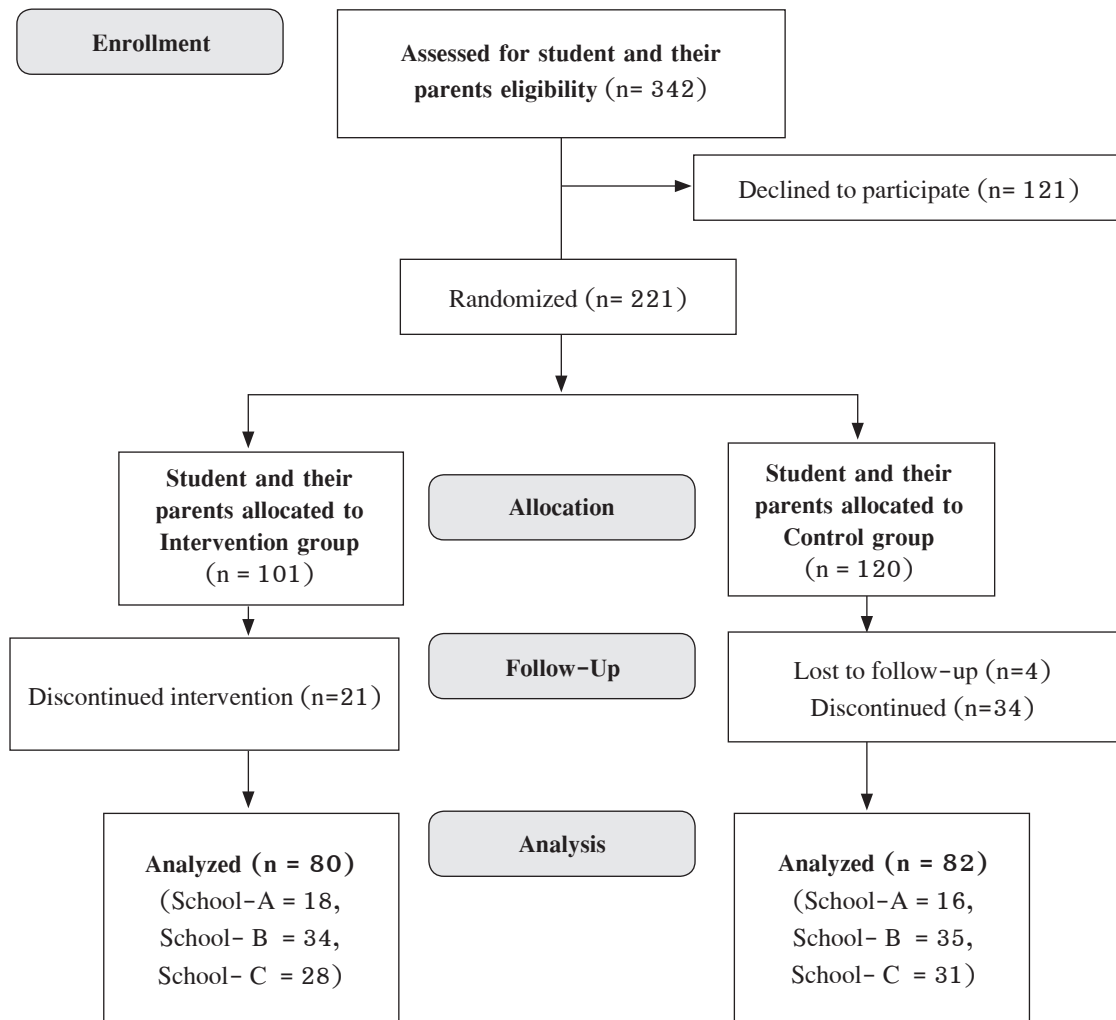 Enrollment
Assessed for student and their
parents eligibility (n= 342)
Declined to participate (n= 121)
Randomized (n= 221)
Student and their
parents allocated to
Intervention group
(n = 101)
Allocation
Student and their
parents allocated to
Control group
(n = 120)
Discontinued intervention (n=21)
Follow-Up
Lost to follow-up (n=4)
Discontinued (n=34)
Analysis
Analyzed (n = 80)
(School-A = 18,
School- B = 34,
School- C = 28)
Analyzed (n = 82)
(School-A = 16,
School- B = 35,
School- C = 31)